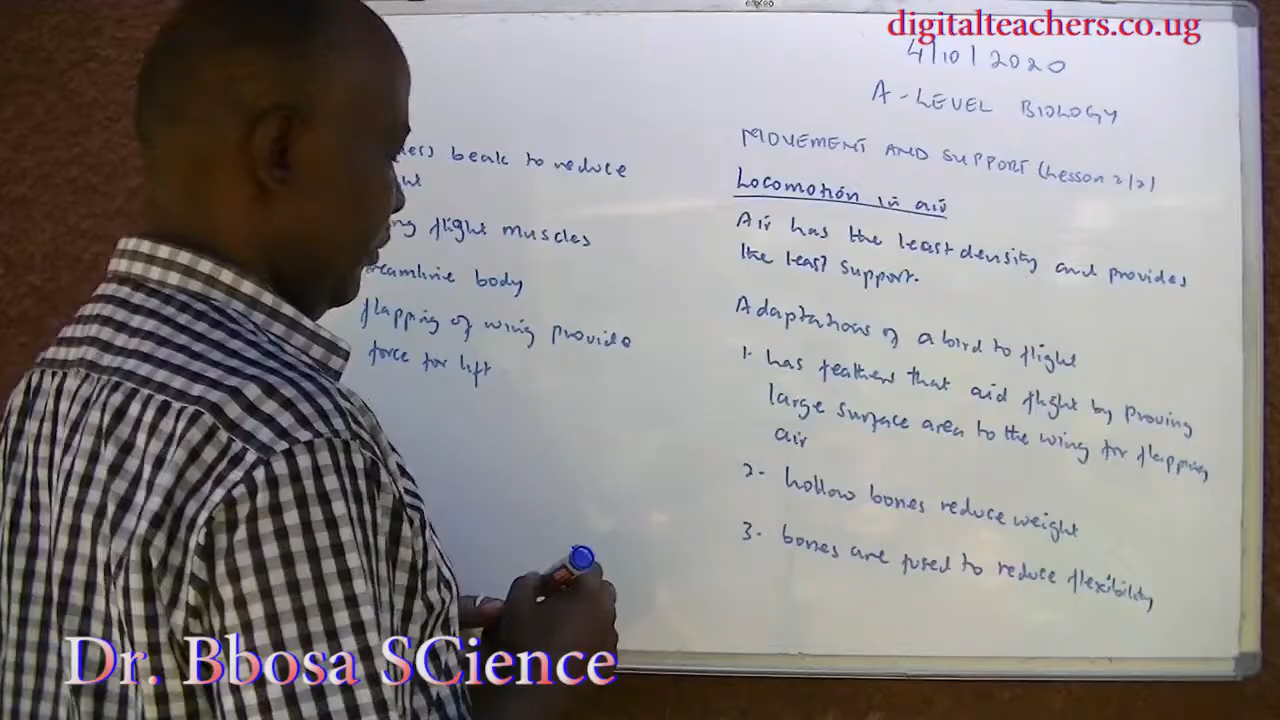 digitalteachers.co.ug
4/10/2020
A-LEVEL BIOLOGY
MOVEMENT AND SUPPORT (Lesson 2/2)
Locomotion in air
Air has the least density and provides
the least support.
Adaptations of a bird to flight
1. has feathers that aid flight by proving
large surface area to the wing for flapping
air
2. hollow bones reduce weight
3. bones are fused to reduce flexibility
beak to reduce
flight muscles
body
flapping of wing provide
force for lift
Dr. Bbosa SCience